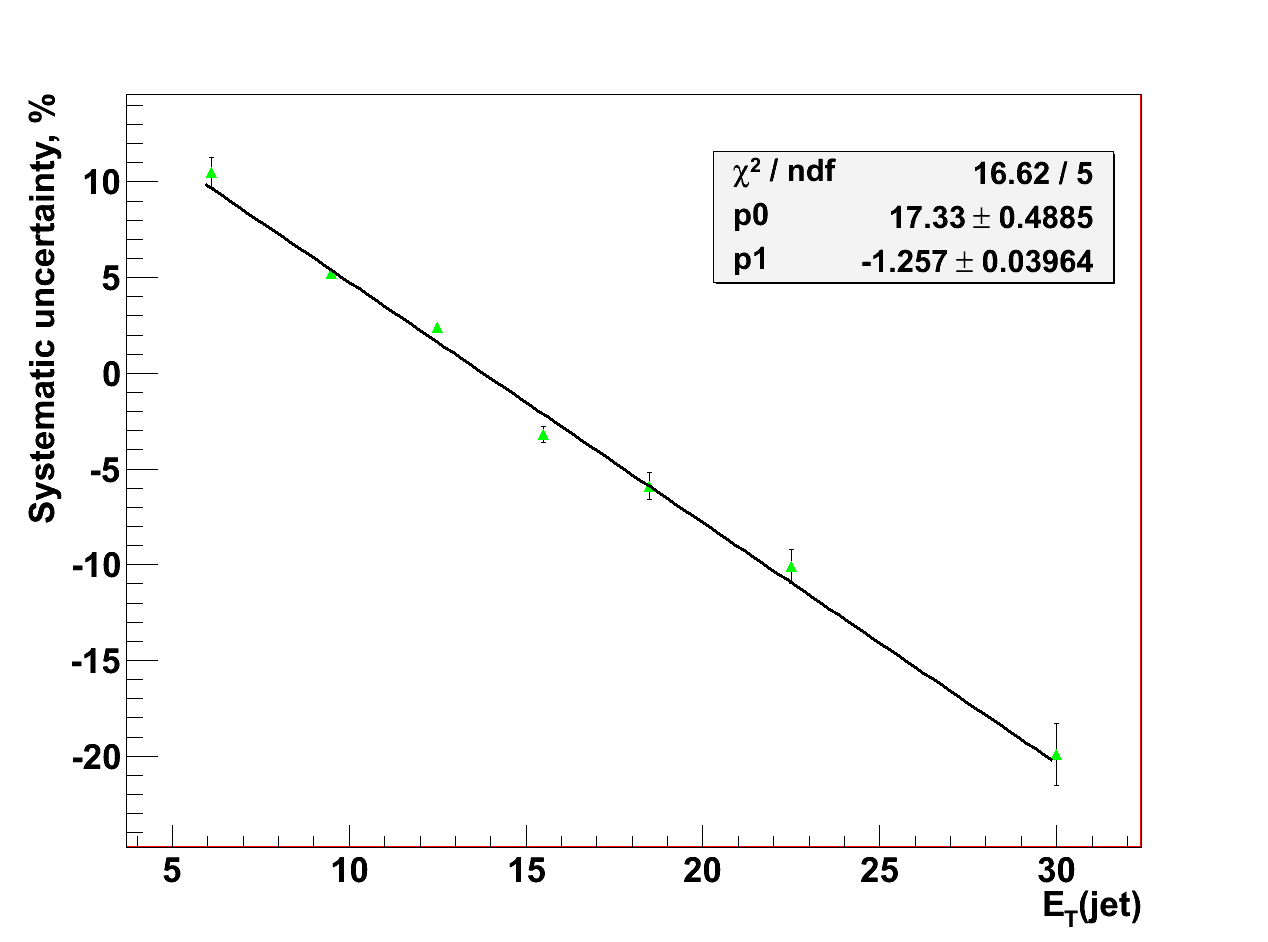 Systematic uncertainty, %
χ² / ndf 16.62 / 5
p0 17.33 ± 0.4885
p1 -1.257 ± 0.03964
10
5
0
-5
-10
-15
-20
5 10 15 20 25 30
E_T(jet)